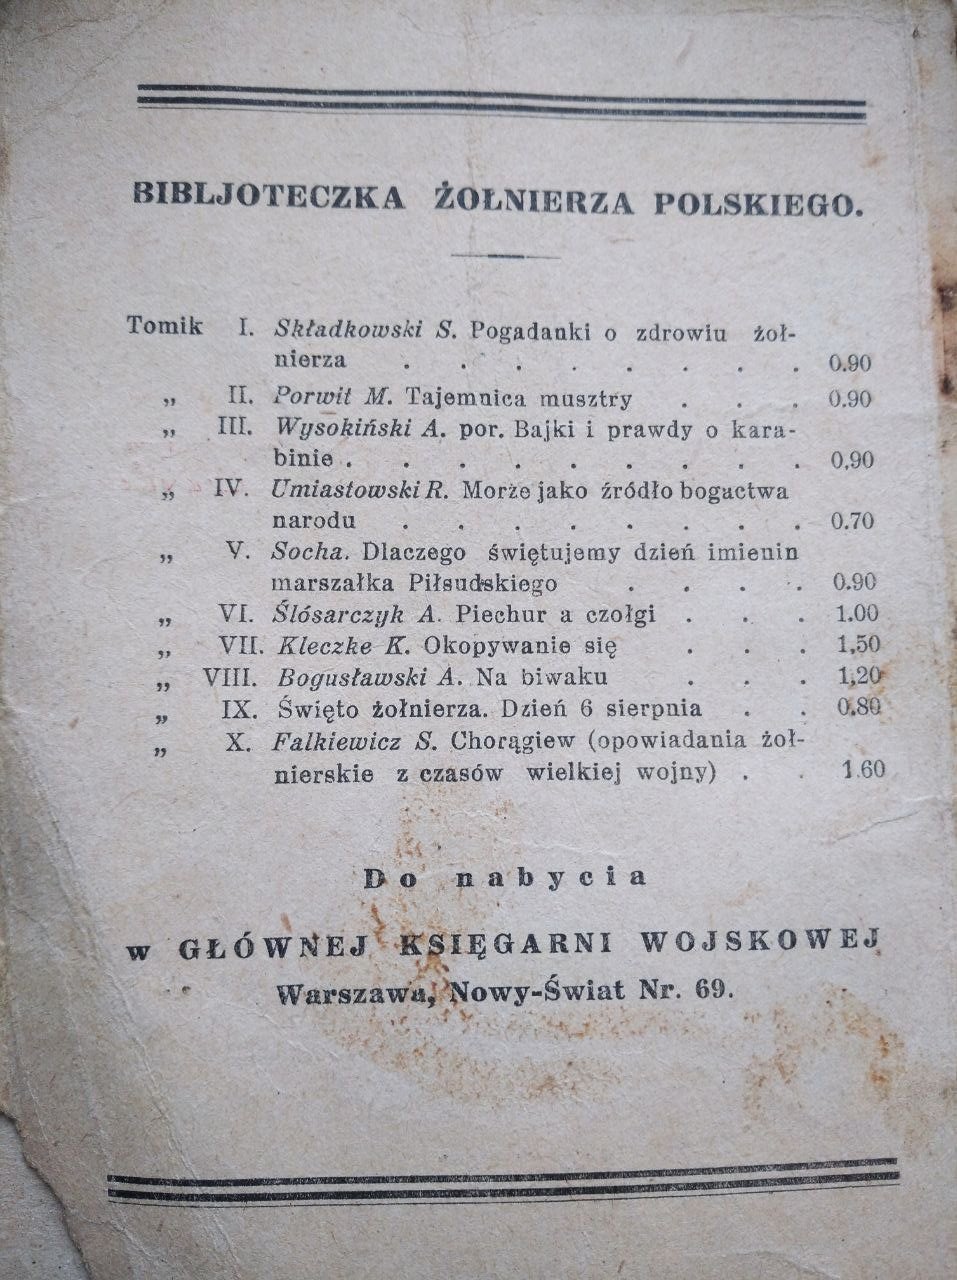 BIBLJOTECZKA ŻOŁNIERZA POLSKIEGO.
Tomik I. Składkowski S. Pogadanki o zdrowiu żoł-
nierza . . . . . . . . 0.90
„ II. Porwit M. Tajemnica musztry . . . 0.90
„ III. Wysokiński A. por. Bajki i prawdy o kara-
binie . . . . . . . . . 0,90
„ IV. Umiastowski R. Morze jako źródło bogactwa
narodu . . . . . . . . 0.70
„ V. Socha. Dlaczego świętujemy dzień imienin
marszałka Piłsudskiego . . . . 0.90
„ VI. Ślósarczyk A. Piechur a czołgi . . . 1.00
„ VII. Kleczke K. Okopywanie się . . . 1,50
„ VIII. Bogusławski A. Na biwaku . . . 1,20
„ IX. Święto żołnierza. Dzień 6 sierpnia . . 0.80
„ X. Falkiewicz S. Chorągiew (opowiadania żoł-
nierskie z czasów wielkiej wojny) . . 1.60
Do nabycia
w GŁÓWNEJ KSIĘGARNI WOJSKOWEJ
Warszawa, Nowy-Świat Nr. 69.